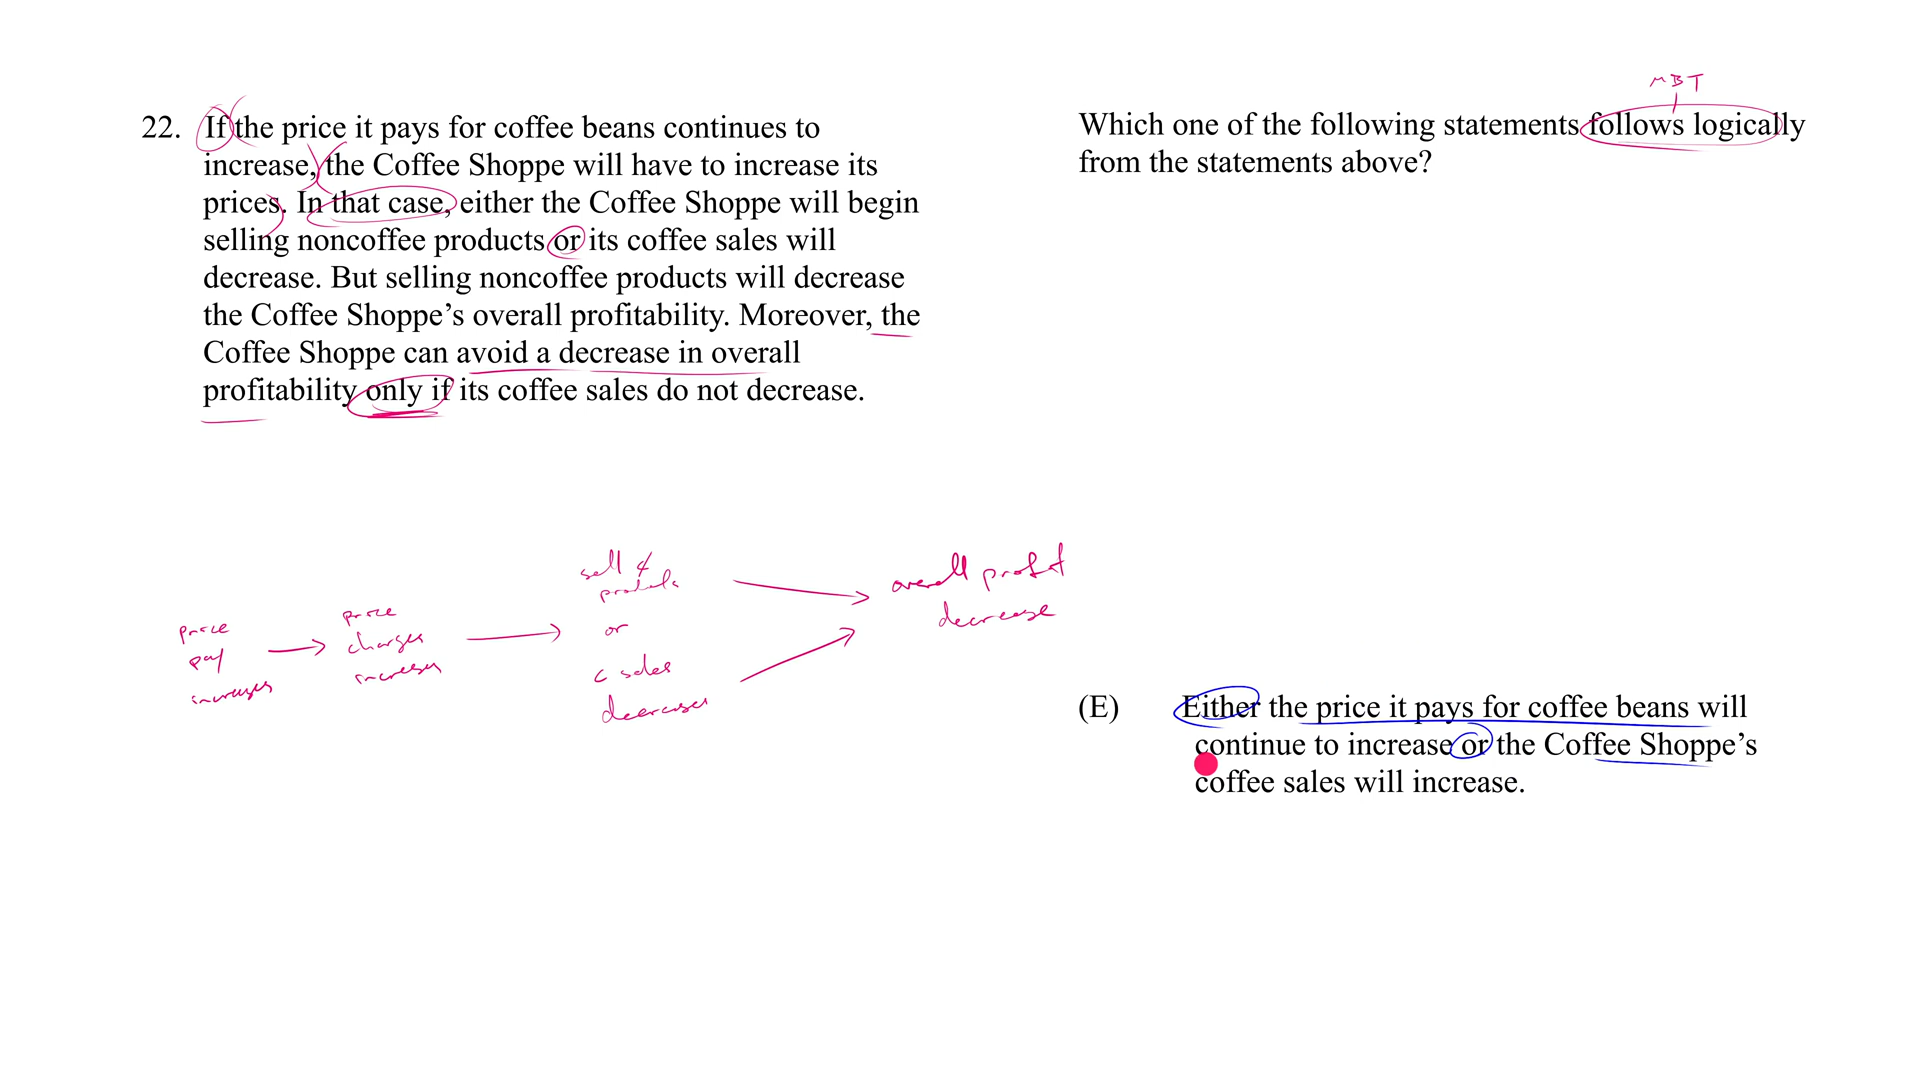 MBT
22. If the price it pays for coffee beans continues to
increase, the Coffee Shoppe will have to increase its
prices. In that case, either the Coffee Shoppe will begin
selling noncoffee products or its coffee sales will
decrease. But selling noncoffee products will decrease
the Coffee Shoppe’s overall profitability. Moreover, the
Coffee Shoppe can avoid a decrease in overall
profitability only if its coffee sales do not decrease.
Which one of the following statements follows logically
from the statements above?
price
pay
increases
price
charges
increases
sell
products
or
c sales
decreases
overall profit
decrease
(E) Either the price it pays for coffee beans will
continue to increase or the Coffee Shoppe’s
coffee sales will increase.